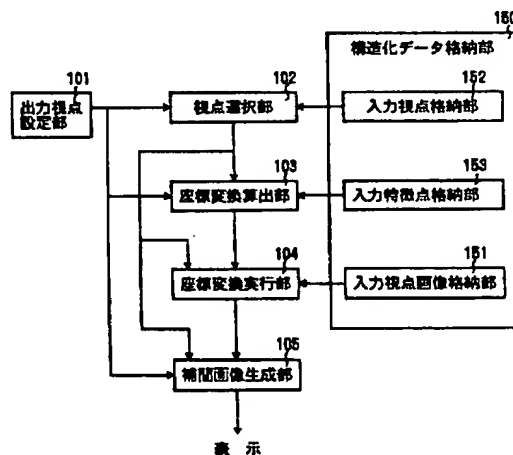 150
構造化データ格納部
101
出力視点
設定部
102
視点選択部
152
入力視点格納部
103
座標変換算出部
153
入力特徴点格納部
104
座標変換実行部
151
入力視点画像格納部
105
補間画像生成部
表 示